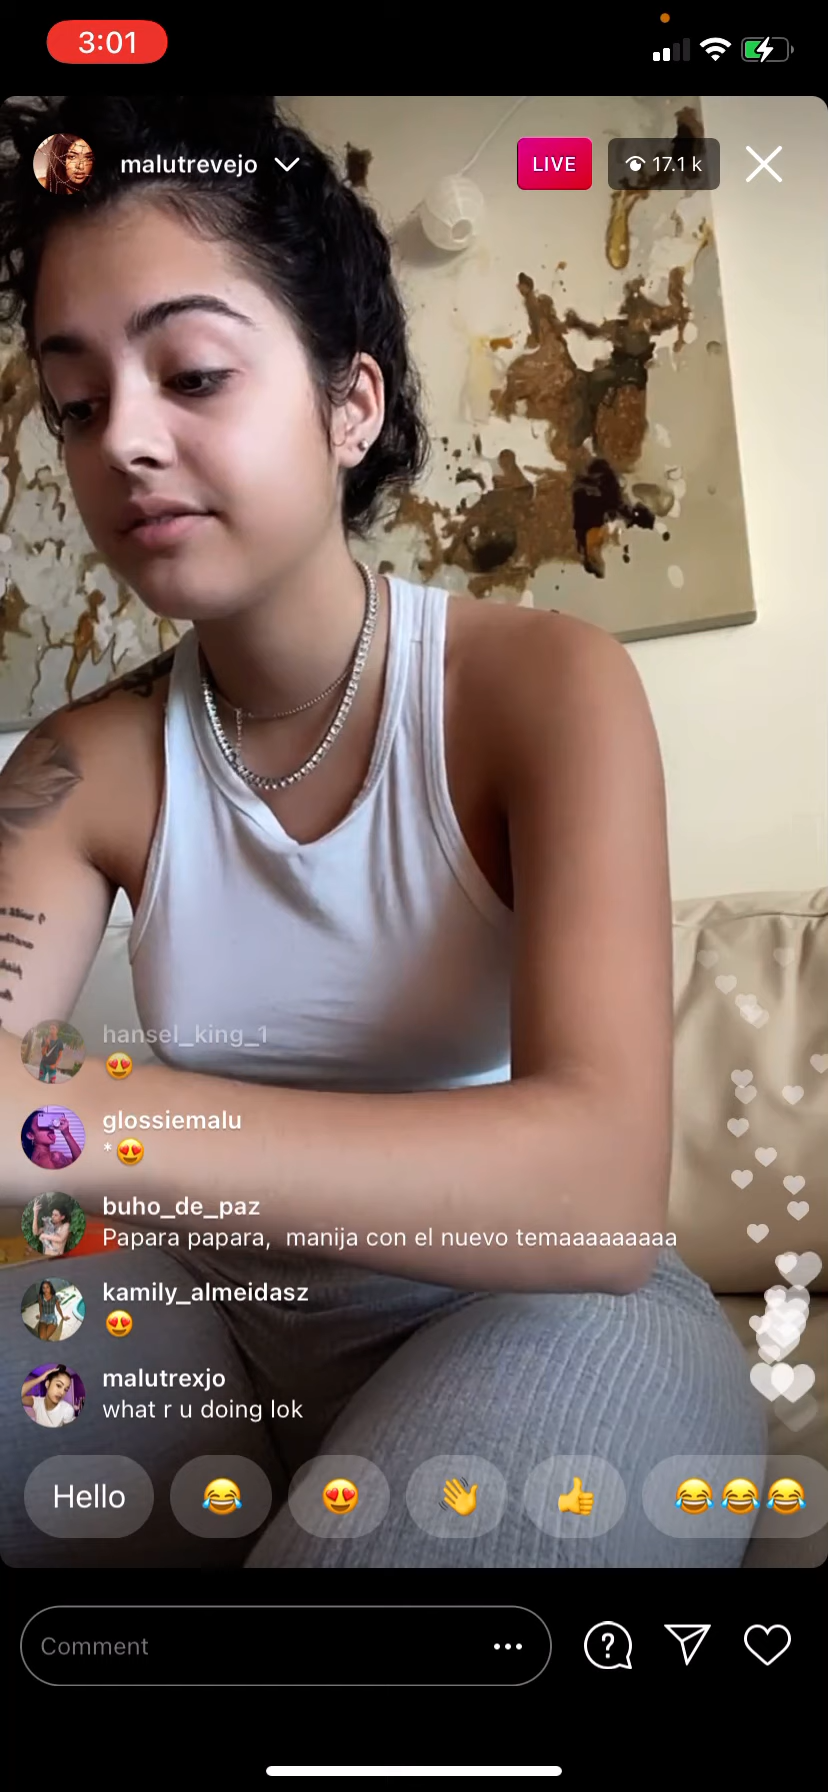 3:01
malutrevejo
LIVE
17.1 k
hansel_king_1
😍
glossiemalu
*😍
buho_de_paz
Papara papara, manija con el nuevo temaaaaaaaaa
kamily_almeidasz
😍
malutrexjo
what r u doing lok
Hello 😂 😍 👋 👍 😂😂😂
Comment